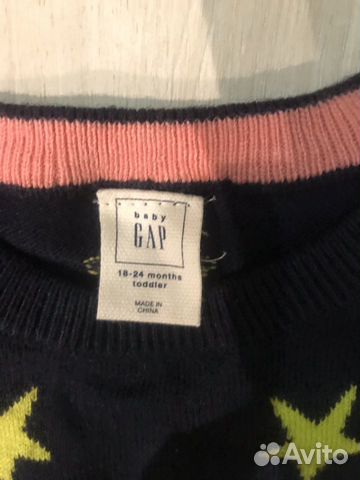 baby
GAP
18-24 months
toddler
MADE IN
CHINA
Avito